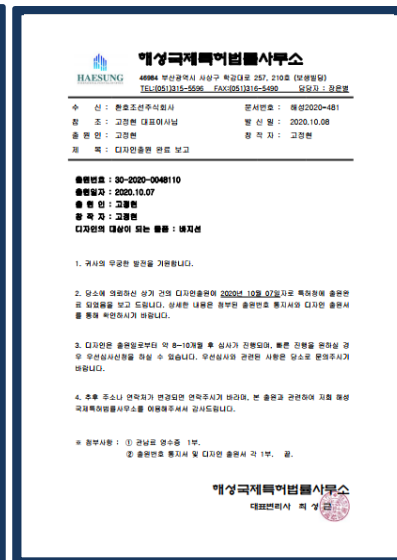 해성국제특허법률사무소
HAESUNG
46984 부산광역시 사상구 학감대로 257, 210호 (보생빌딩)
TEL:(051)315-5596 FAX:(051)316-5490 담당자 : 장은별
수 신 : 환호조선주식회사 문서번호 : 해성2020-481
참 조 : 고정현 대표이사님 발 신 일 : 2020.10.08
출 원 인 : 고정현 창 작 자 : 고정현
제 목 : 디자인출원 완료 보고
출원번호 : 30-2020-0048110
출원일자 : 2020.10.07
출 원 인 : 고정현
창 작 자 : 고정현
디자인의 대상이 되는 물품 : 바지선
1. 귀사의 무궁한 발전을 기원합니다.
2. 당소에 의뢰하신 상기 건의 디자인출원이 2020년 10월 07일자로 특허청에 출원완
료 되었음을 보고 드립니다. 상세한 내용은 첨부된 출원번호 통지서와 디자인 출원서
를 통해 확인하시기 바랍니다.
3. 디자인은 출원일로부터 약 8-10개월 후 심사가 진행되며, 빠른 진행을 원하실 경
우 우선심사신청을 하실 수 있습니다. 우선심사와 관련된 사항은 당소로 문의주시기
바랍니다.
4. 추후 주소나 연락처가 변경되면 연락주시기 바라며, 본 출원과 관련하여 저희 해성
국제특허법률사무소를 이용해주셔서 감사드립니다.
※ 첨부사항 : ① 관납료 영수증 1부.
② 출원번호 통지서 및 디자인 출원서 각 1부. 끝.
해성국제특허법률사무소
대표변리사 최 성 금